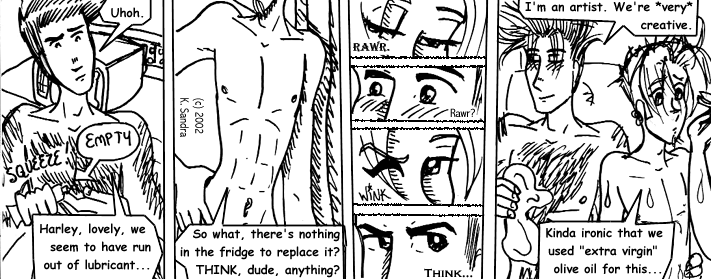 Uhoh.
EMPTY
SQUEEZE
Harley, lovely, we
seem to have run
out of lubricant...
(c) 2002
K. Sandra
So what, there's nothing
in the fridge to replace it?
THINK, dude, anything?
RAWR.
Rawr?
WINK
THINK...
I'm an artist. We're *very*
creative.
Kinda ironic that we
used "extra virgin"
olive oil for this...